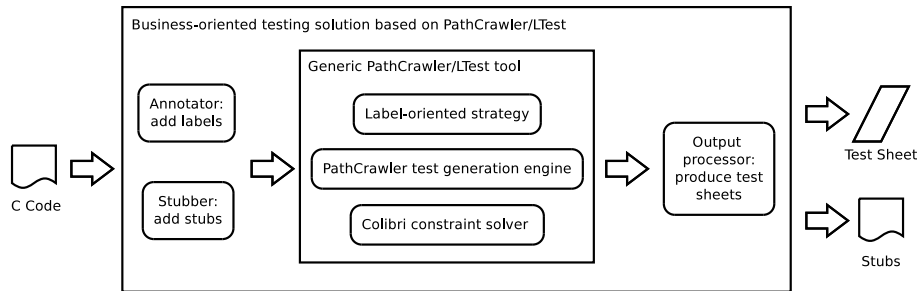 Business-oriented testing solution based on PathCrawler/LTest
Generic PathCrawler/LTest tool
Annotator:
add labels
Label-oriented strategy
Output
processor:
produce test
sheets
Test Sheet
PathCrawler test generation engine
C Code
Stubber:
add stubs
Colibri constraint solver
Stubs